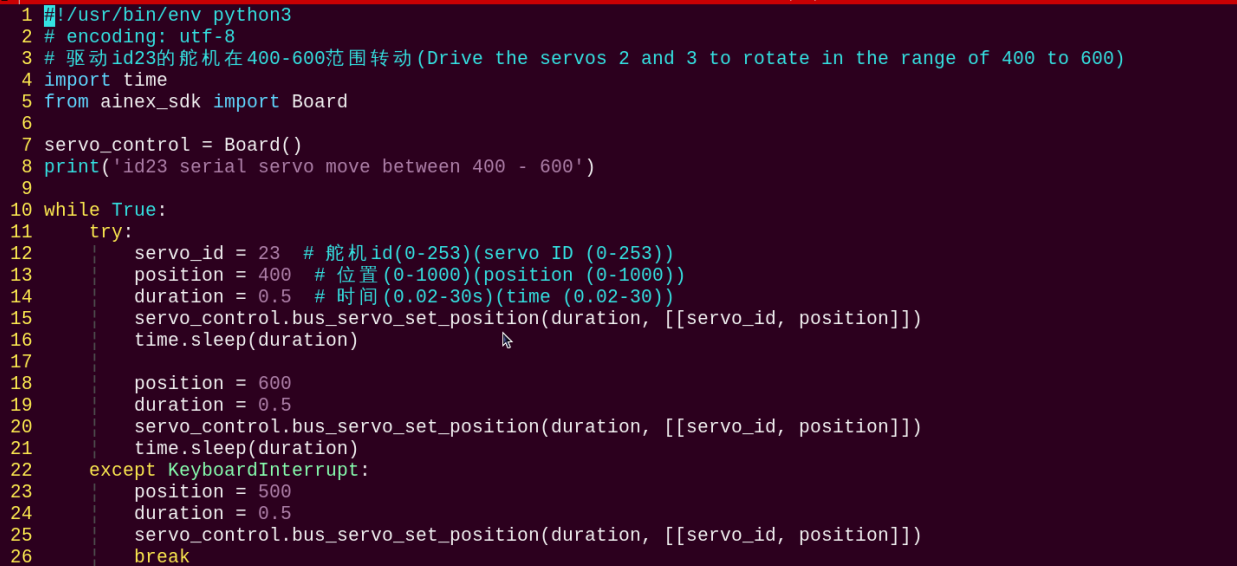 1 #!/usr/bin/env python3
2 # encoding: utf-8
3 # 驱动id23的舵机在400-600范围转动(Drive the servos 2 and 3 to rotate in the range of 400 to 600)
4 import time
5 from ainex_sdk import Board
6
7 servo_control = Board()
8 print('id23 serial servo move between 400 - 600')
9
10 while True:
11     try:
12         servo_id = 23  # 舵机id(0-253)(servo ID (0-253))
13         position = 400  # 位置(0-1000)(position (0-1000))
14         duration = 0.5  # 时间(0.02-30s)(time (0.02-30))
15         servo_control.bus_servo_set_position(duration, [[servo_id, position]])
16         time.sleep(duration)
17
18         position = 600
19         duration = 0.5
20         servo_control.bus_servo_set_position(duration, [[servo_id, position]])
21         time.sleep(duration)
22     except KeyboardInterrupt:
23         position = 500
24         duration = 0.5
25         servo_control.bus_servo_set_position(duration, [[servo_id, position]])
26         break